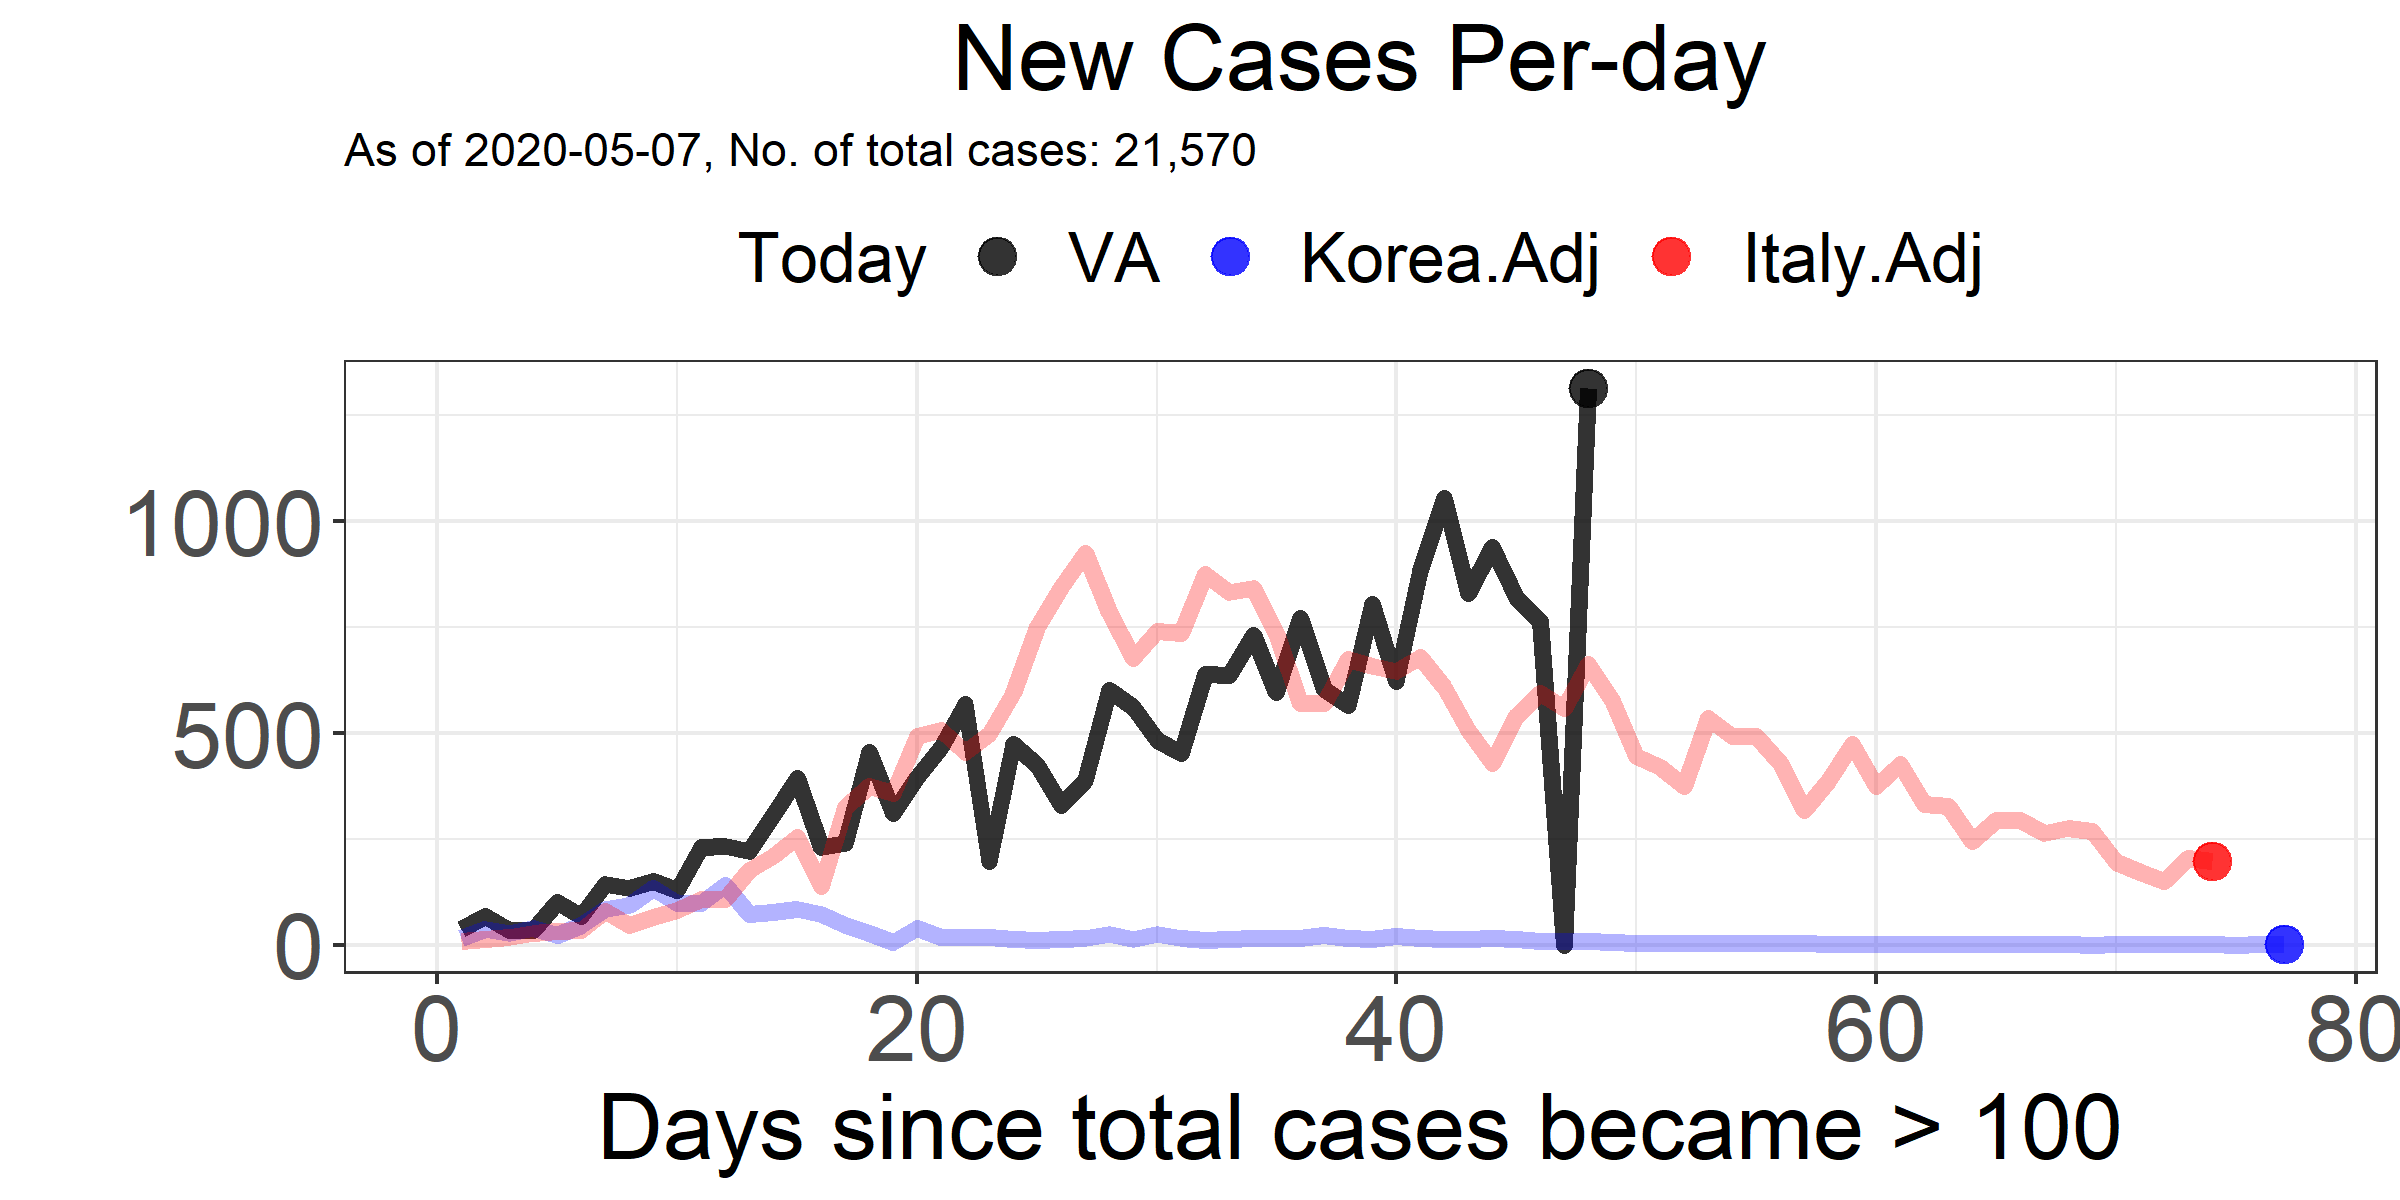 New Cases Per-day
As of 2020-05-07, No. of total cases: 21,570
Today VA Korea.Adj Italy.Adj
1000
500
0
0 20 40 60 80
Days since total cases became > 100